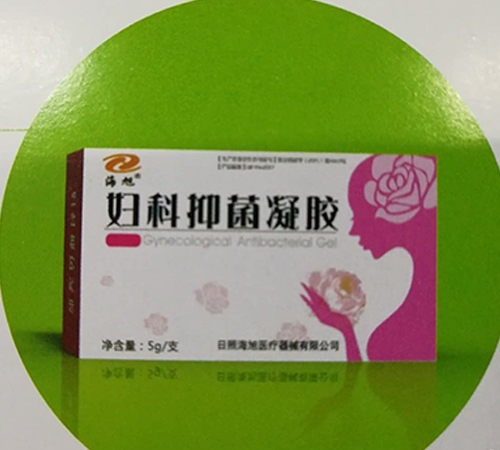 海旭®
妇科抑菌凝胶
Gynecological Antibacterial Gel
净含量：5g/支
日照海旭医疗器械有限公司